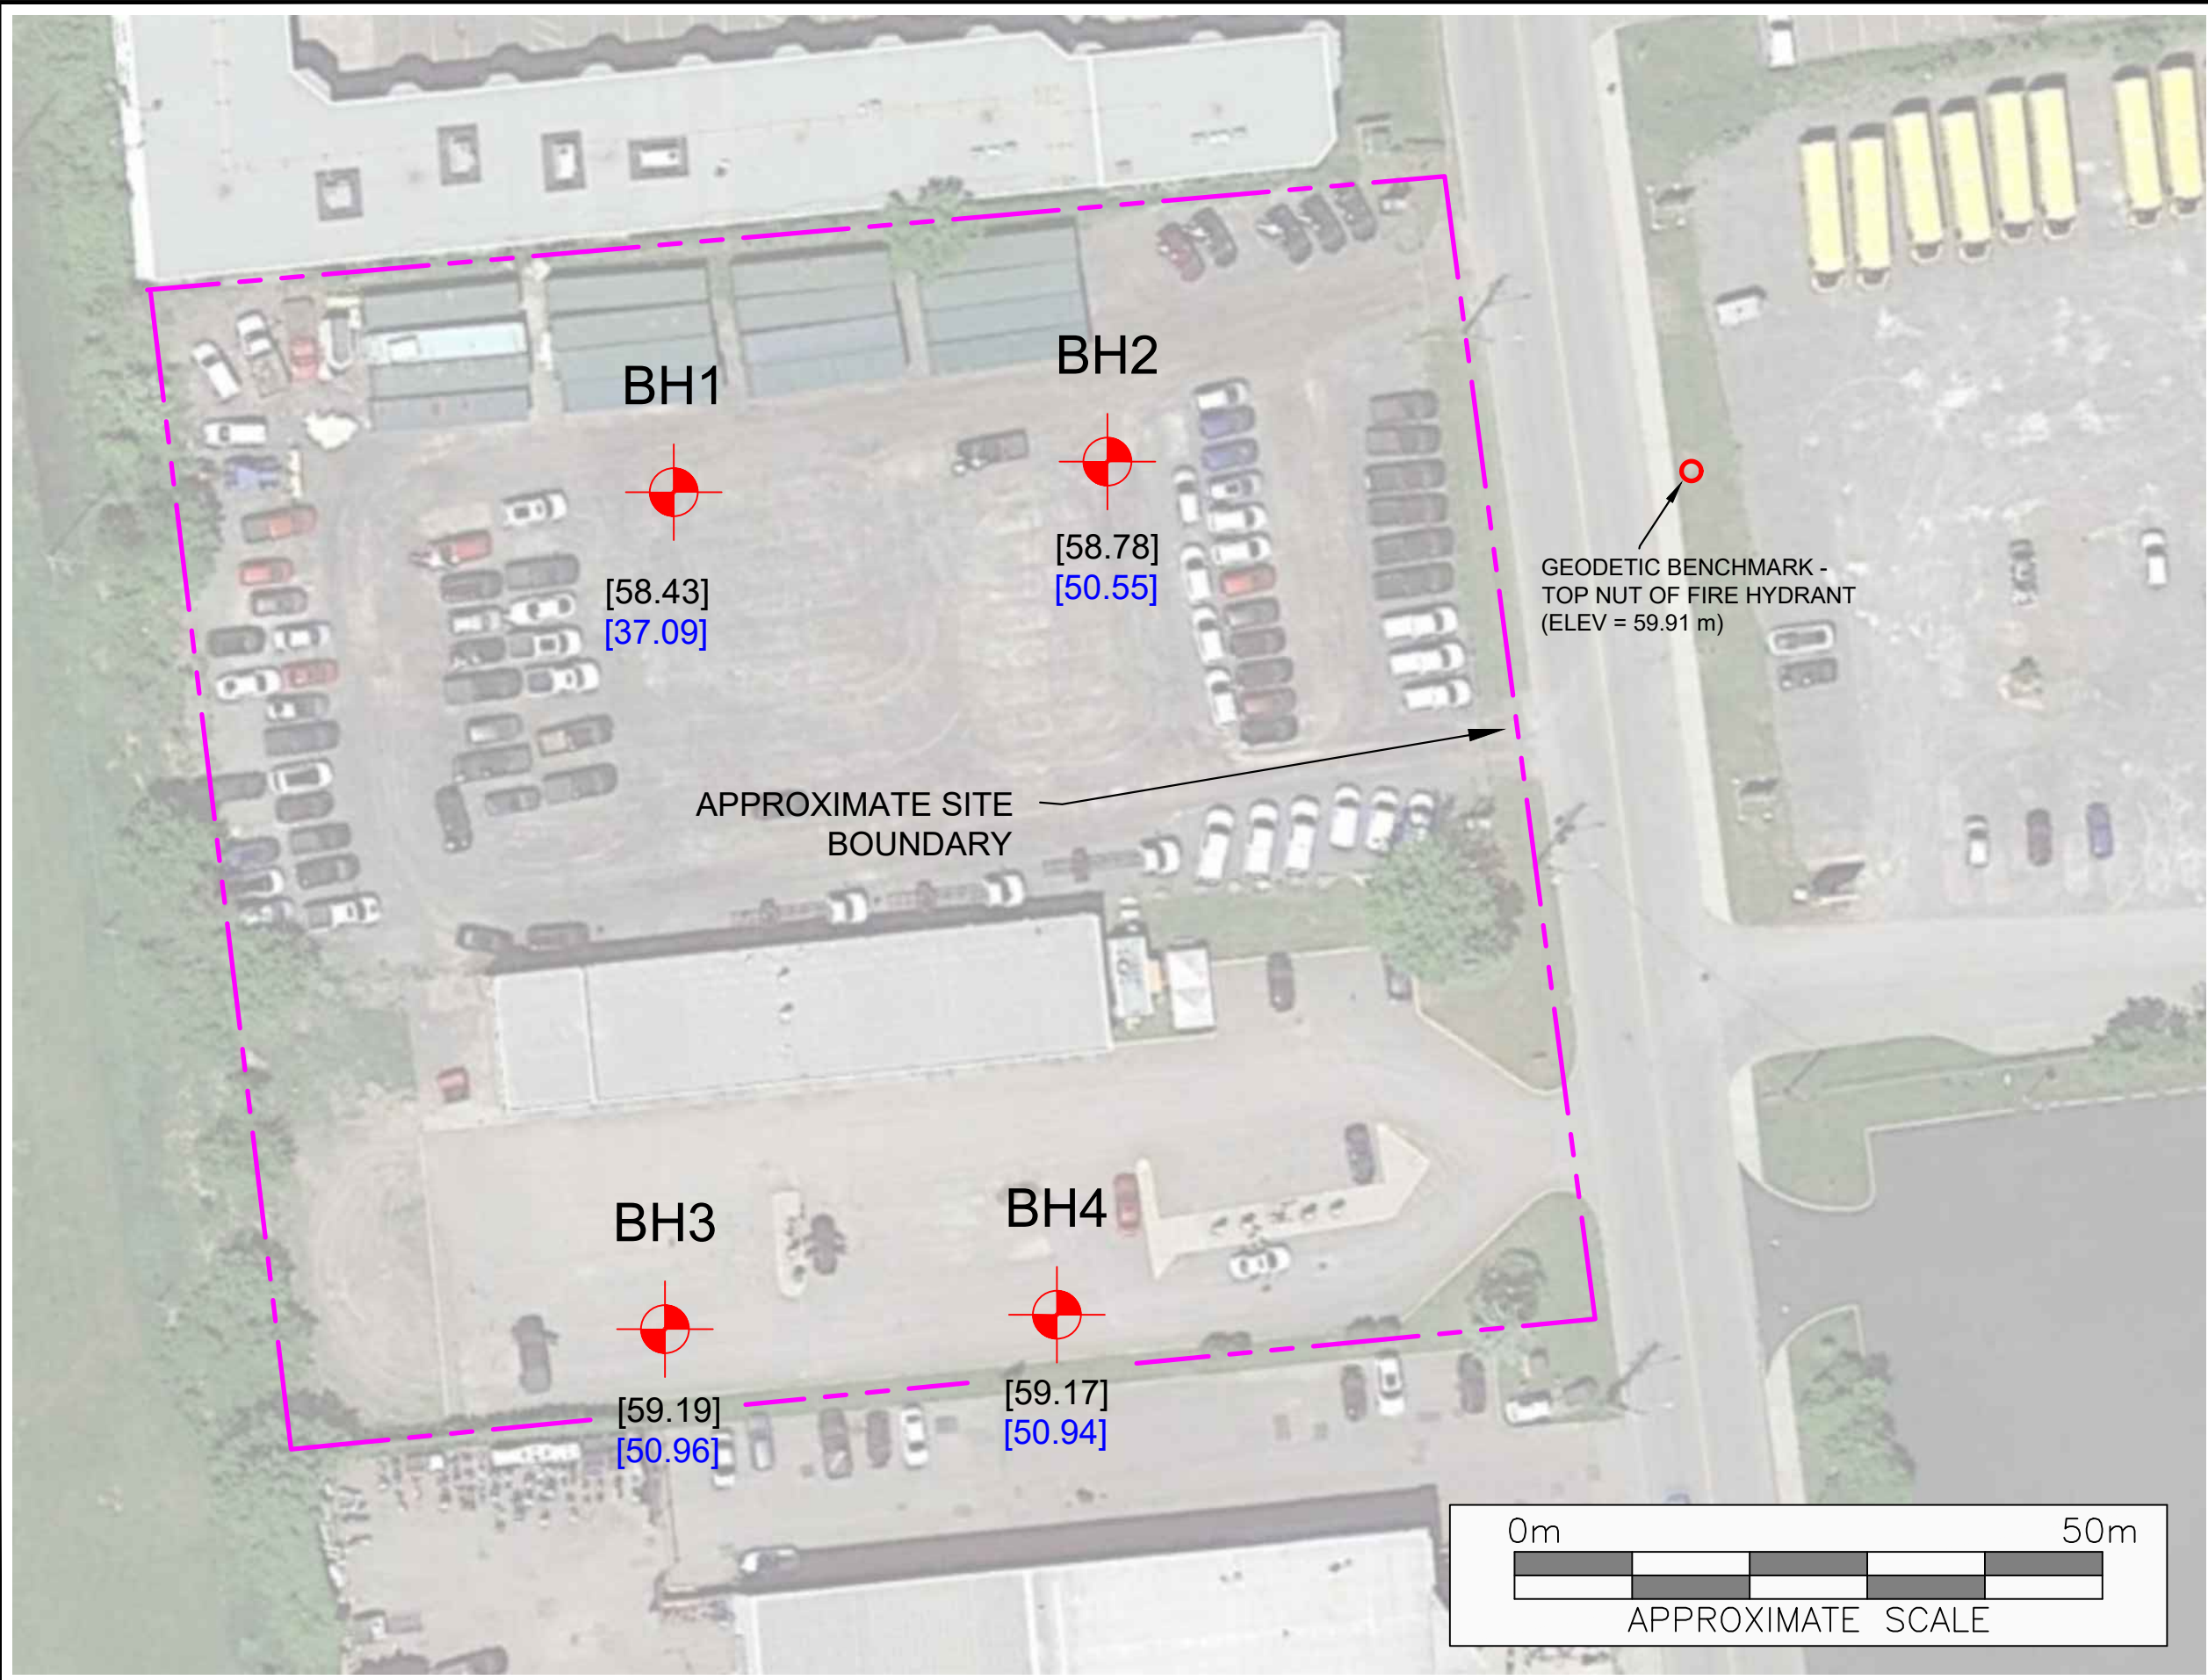 BH1
BH2
[58.43]
[37.09]
[58.78]
[50.55]
GEODETIC BENCHMARK -
TOP NUT OF FIRE HYDRANT
(ELEV = 59.91 m)
APPROXIMATE SITE
BOUNDARY
BH3
BH4
[59.19]
[50.96]
[59.17]
[50.94]
0m 50m
APPROXIMATE SCALE